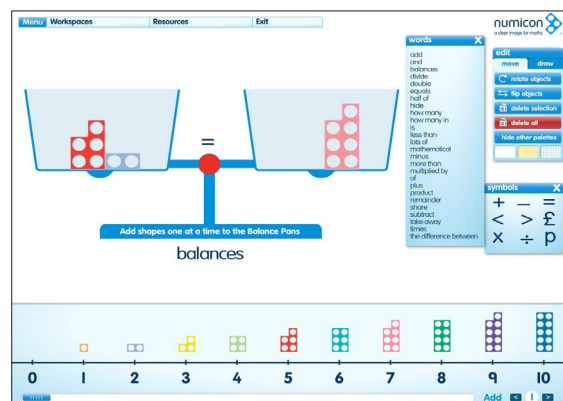 Menu Workspaces Resources Exit
numicon
a clear image for maths
words X
add
and
balances
divide
double
equals
half of
hide
how many
how many in
is
less than
lots of
mathematical
minus
more than
multiplied by
of
plus
product
remainder
share
subtract
take away
times
the difference between
edit
move draw
rotate objects
flip objects
delete selection
delete all
hide other palettes
symbols X
+ − =
< > £
x ÷ p
=
Add shapes one at a time to the Balance Pans
balances
0 1 2 3 4 5 6 7 8 9 10
Add < 1 >